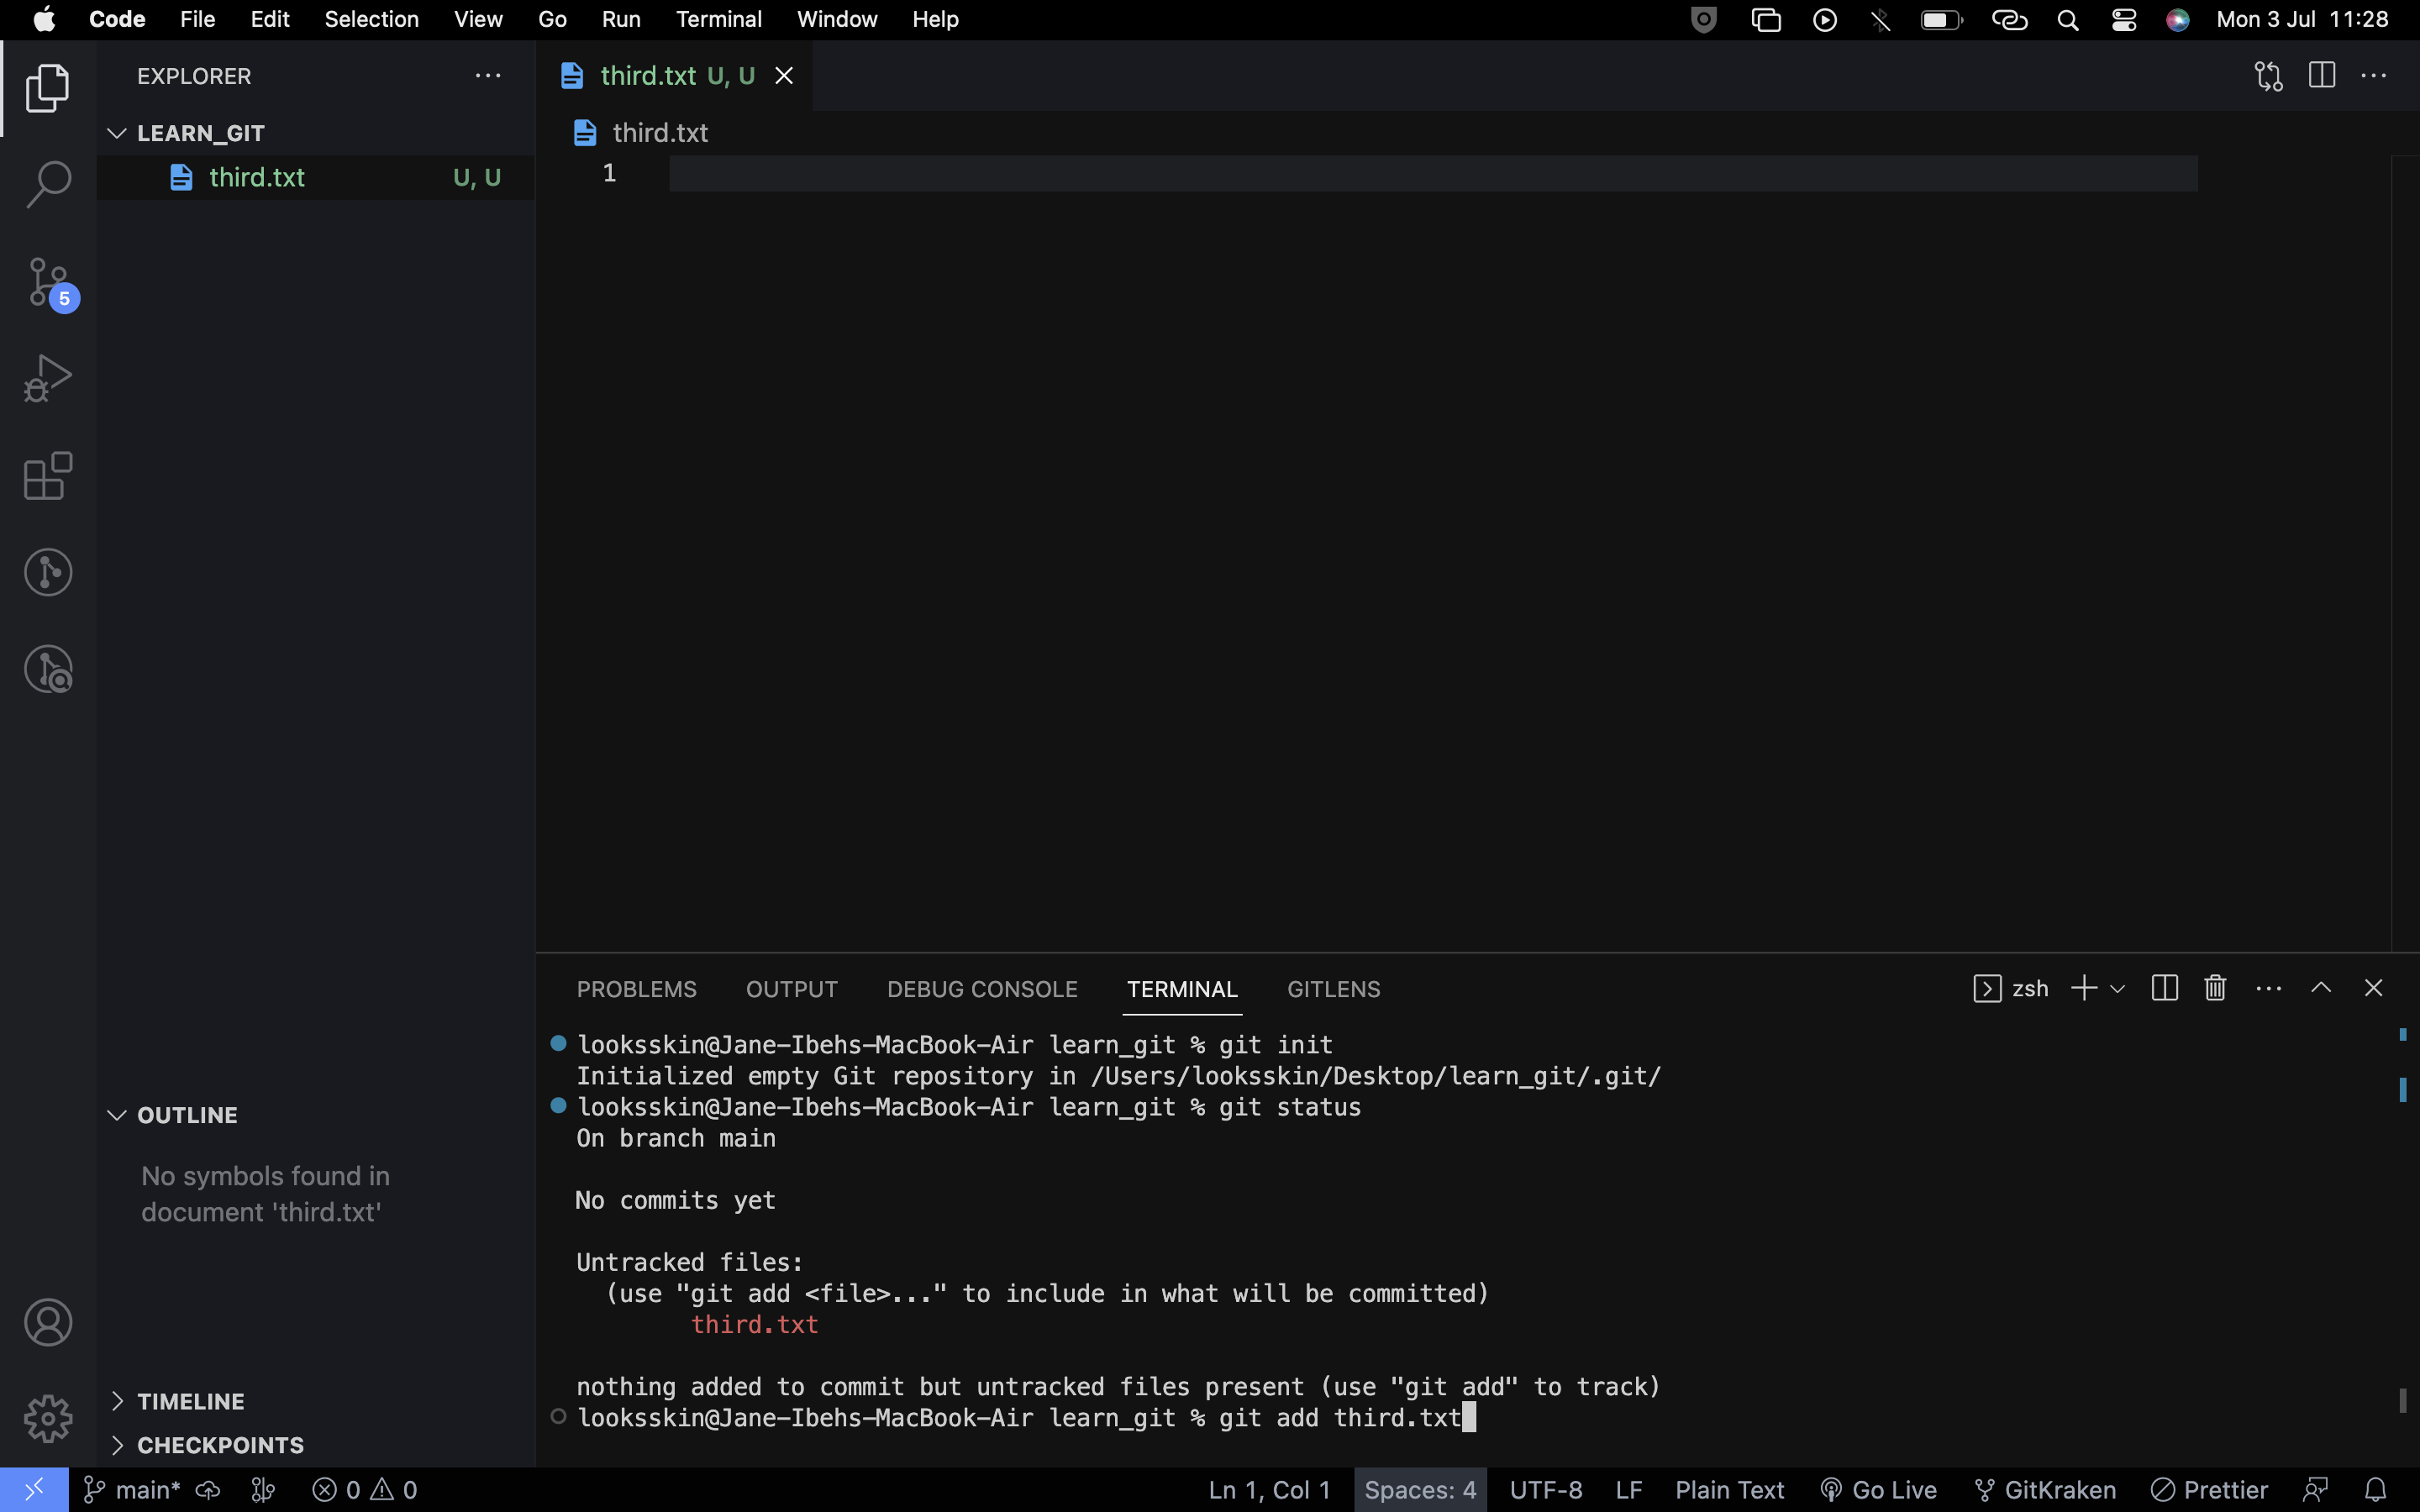 Code File Edit Selection View Go Run Terminal Window Help Mon 3 Jul 11:28
EXPLORER
third.txt U, U
LEARN_GIT
third.txt
third.txt U, U
1
5
PROBLEMS OUTPUT DEBUG CONSOLE TERMINAL GITLENS zsh
looksskin@Jane-Ibehs-MacBook-Air learn_git % git init
Initialized empty Git repository in /Users/looksskin/Desktop/learn_git/.git/
looksskin@Jane-Ibehs-MacBook-Air learn_git % git status
On branch main
No commits yet
Untracked files:
(use "git add <file>..." to include in what will be committed)
third.txt
nothing added to commit but untracked files present (use "git add" to track)
looksskin@Jane-Ibehs-MacBook-Air learn_git % git add third.txt
OUTLINE
No symbols found in
document 'third.txt'
TIMELINE
CHECKPOINTS
main* 0 0 Ln 1, Col 1 Spaces: 4 UTF-8 LF Plain Text Go Live GitKraken Prettier